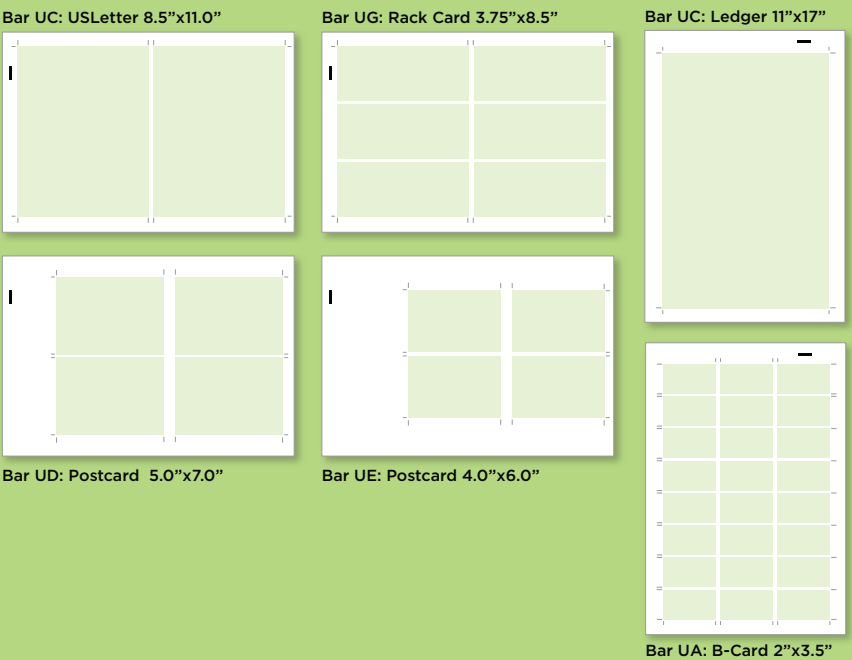 Bar UC: USLetter 8.5”x11.0”
Bar UG: Rack Card 3.75”x8.5”
Bar UC: Ledger 11”x17”
Bar UD: Postcard  5.0”x7.0”
Bar UE: Postcard 4.0”x6.0”
Bar UA: B-Card 2”x3.5”